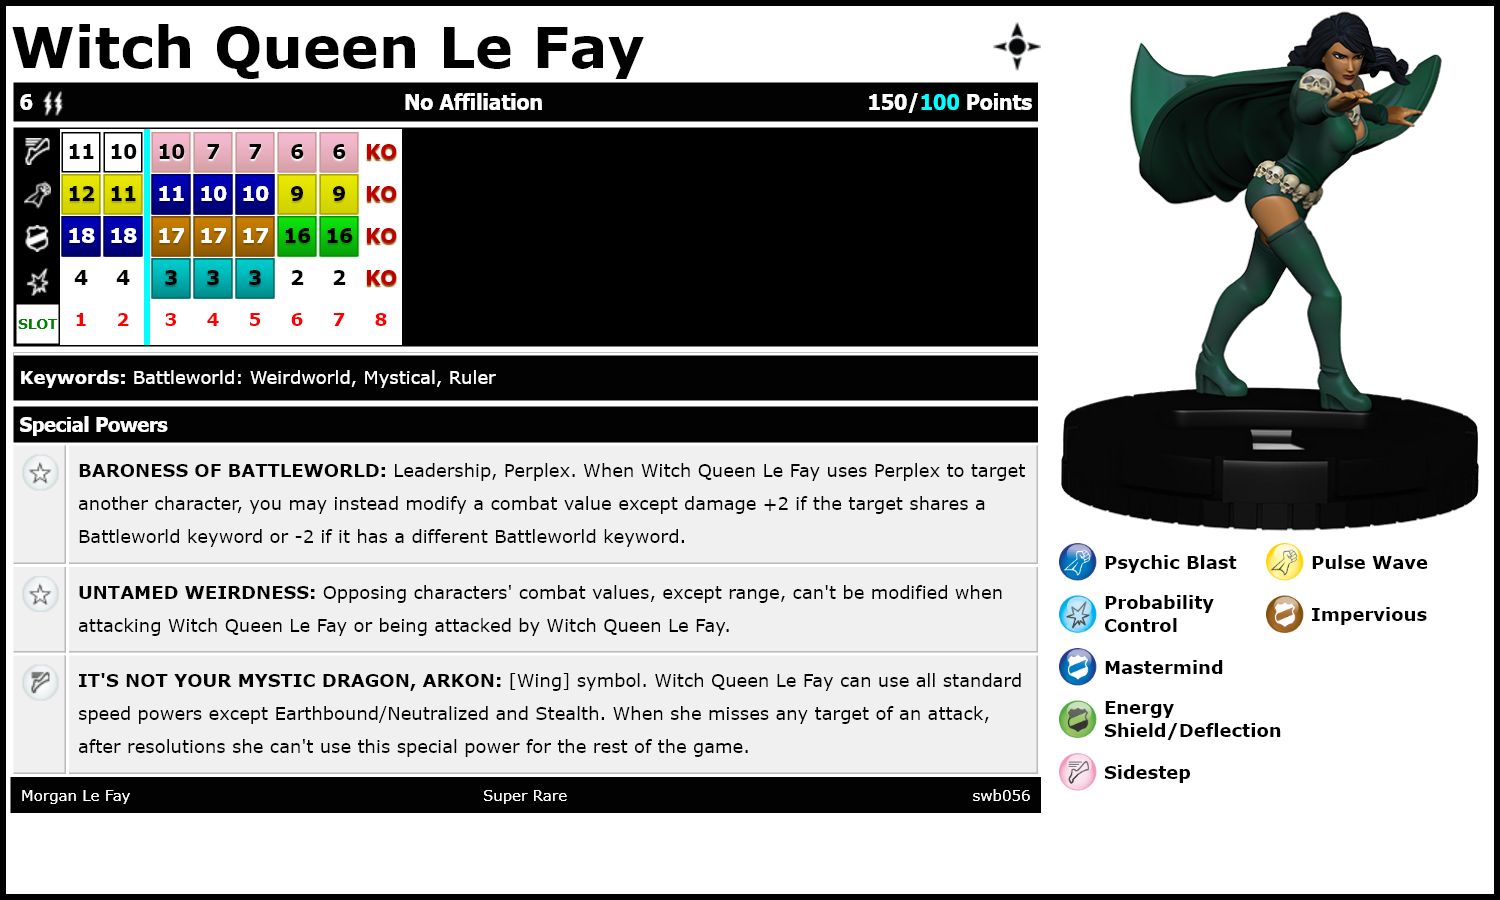 Witch Queen Le Fay
6 No Affiliation 150/100 Points
11 10 10 7 7 6 6 KO
12 11 11 10 10 9 9 KO
18 18 17 17 17 16 16 KO
4 4 3 3 3 2 2 KO
SLOT 1 2 3 4 5 6 7 8
Keywords: Battleworld: Weirdworld, Mystical, Ruler
Special Powers
BARONESS OF BATTLEWORLD: Leadership, Perplex. When Witch Queen Le Fay uses Perplex to target
another character, you may instead modify a combat value except damage +2 if the target shares a
Battleworld keyword or -2 if it has a different Battleworld keyword.
UNTAMED WEIRDNESS: Opposing characters' combat values, except range, can't be modified when
attacking Witch Queen Le Fay or being attacked by Witch Queen Le Fay.
IT'S NOT YOUR MYSTIC DRAGON, ARKON: [Wing] symbol. Witch Queen Le Fay can use all standard
speed powers except Earthbound/Neutralized and Stealth. When she misses any target of an attack,
after resolutions she can't use this special power for the rest of the game.
Morgan Le Fay Super Rare swb056
Psychic Blast
Probability
Control
Mastermind
Energy
Shield/Deflection
Sidestep
Pulse Wave
Impervious